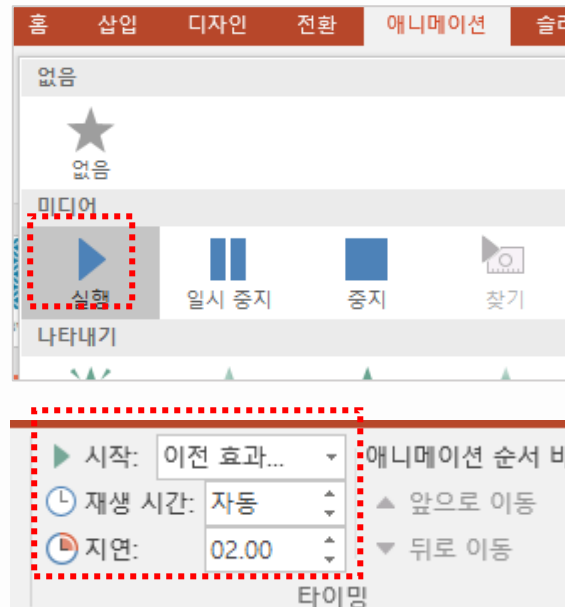 홈 삽입 디자인 전환 애니메이션 슬라
없음
없음
미디어
실행 일시 중지 중지 찾기
나타내기
시작: 이전 효과... 애니메이션 순서 바
재생 시간: 자동 앞으로 이동
지연: 02.00 뒤로 이동
타이밍